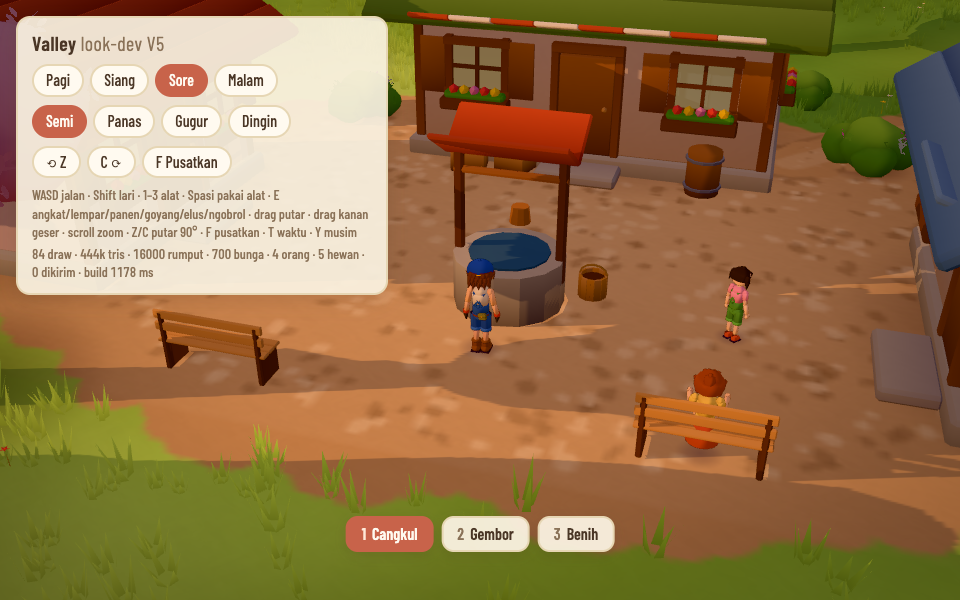 Valley look-dev V5
Pagi Siang Sore Malam
Semi Panas Gugur Dingin
⟲ Z C ⟳ F Pusatkan
WASD jalan · Shift lari · 1–3 alat · Spasi pakai alat · E
angkat/lempar/panen/goyang/elus/ngobrol · drag putar · drag kanan
geser · scroll zoom · Z/C putar 90° · F pusatkan · T waktu · Y musim
84 draw · 444k tris · 16000 rumput · 700 bunga · 4 orang · 5 hewan ·
0 dikirim · build 1178 ms
1 Cangkul 2 Gembor 3 Benih